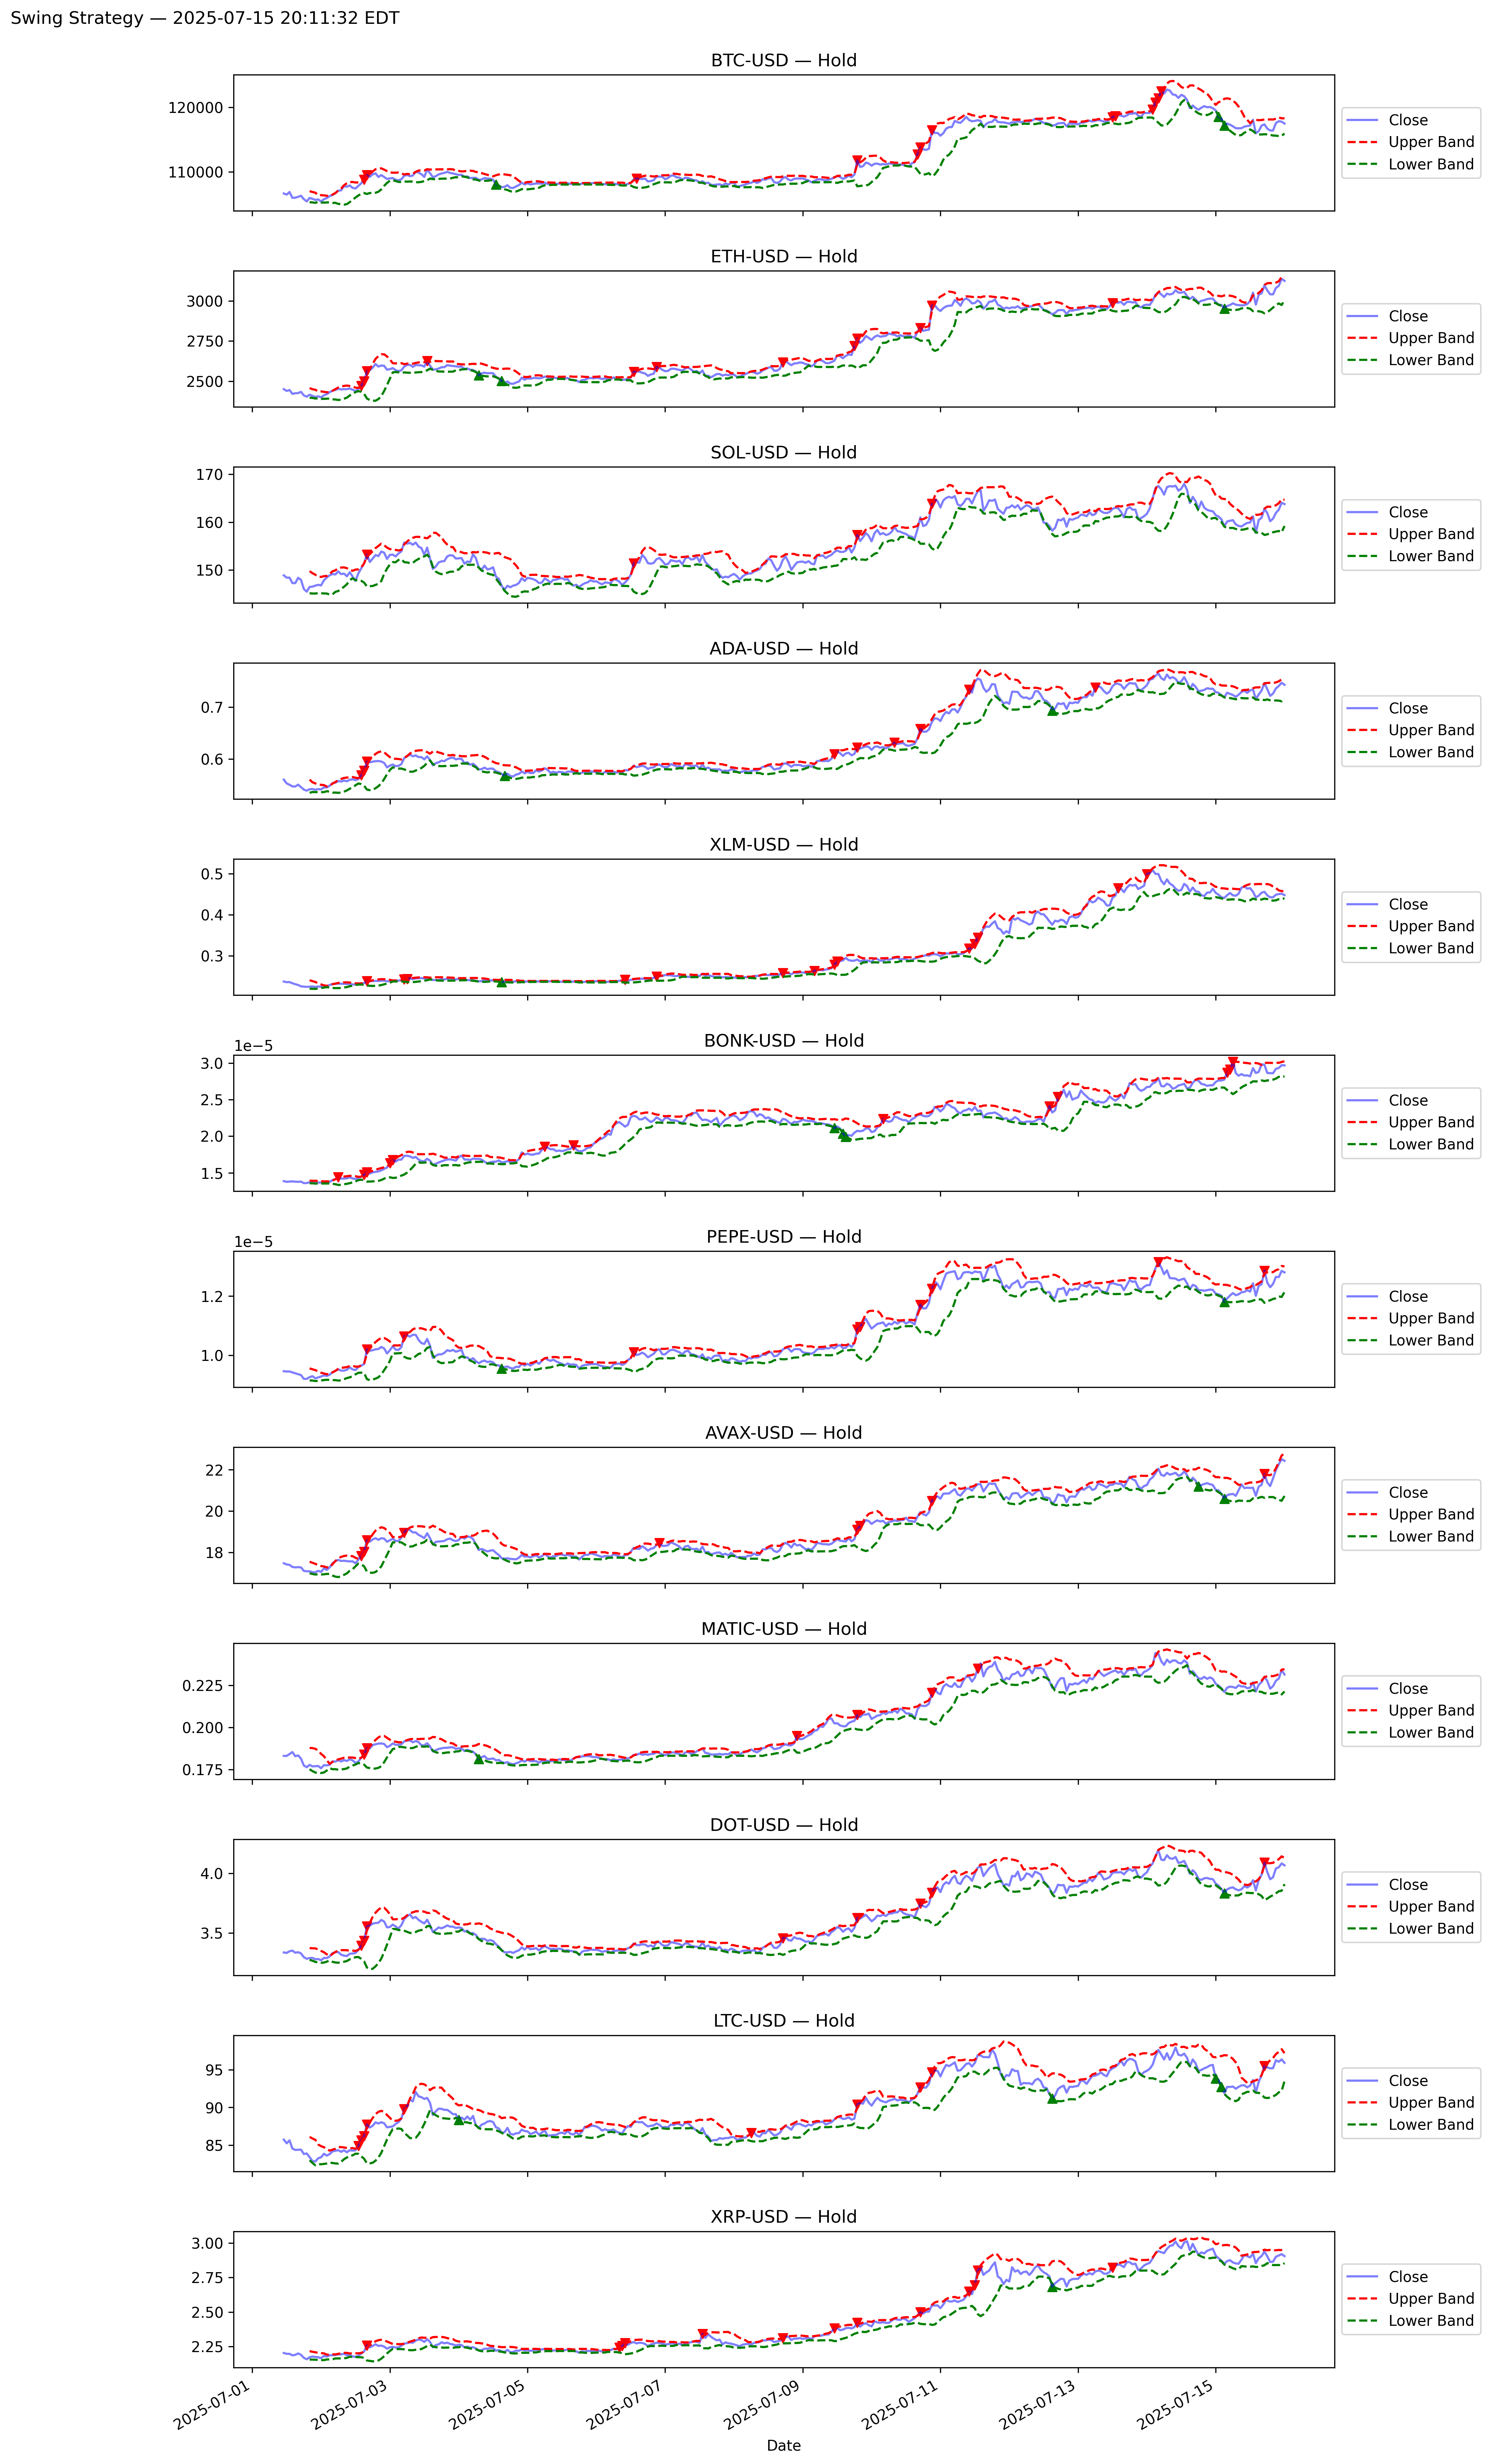 Swing Strategy — 2025-07-15 20:11:32 EDT
BTC-USD — Hold
120000
110000
Close
Upper Band
Lower Band
ETH-USD — Hold
3000
2750
2500
Close
Upper Band
Lower Band
SOL-USD — Hold
170
160
150
Close
Upper Band
Lower Band
ADA-USD — Hold
0.7
0.6
Close
Upper Band
Lower Band
XLM-USD — Hold
0.5
0.4
0.3
Close
Upper Band
Lower Band
BONK-USD — Hold
1e−5
3.0
2.5
2.0
1.5
Close
Upper Band
Lower Band
PEPE-USD — Hold
1e−5
1.2
1.0
Close
Upper Band
Lower Band
AVAX-USD — Hold
22
20
18
Close
Upper Band
Lower Band
MATIC-USD — Hold
0.225
0.200
0.175
Close
Upper Band
Lower Band
DOT-USD — Hold
4.0
3.5
Close
Upper Band
Lower Band
LTC-USD — Hold
95
90
85
Close
Upper Band
Lower Band
XRP-USD — Hold
3.00
2.75
2.50
2.25
Close
Upper Band
Lower Band
2025-07-01
2025-07-03
2025-07-05
2025-07-07
2025-07-09
2025-07-11
2025-07-13
2025-07-15
Date